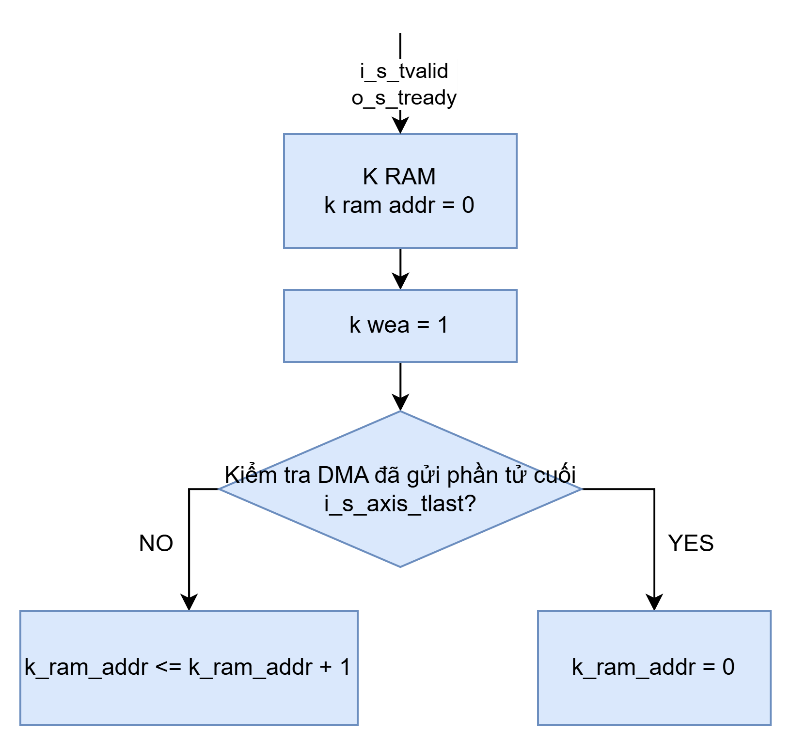 i_s_tvalid
o_s_tready
K RAM
k ram addr = 0
k wea = 1
Kiểm tra DMA đã gửi phần tử cuối
i_s_axis_tlast?
NO
YES
k_ram_addr <= k_ram_addr + 1
k_ram_addr = 0